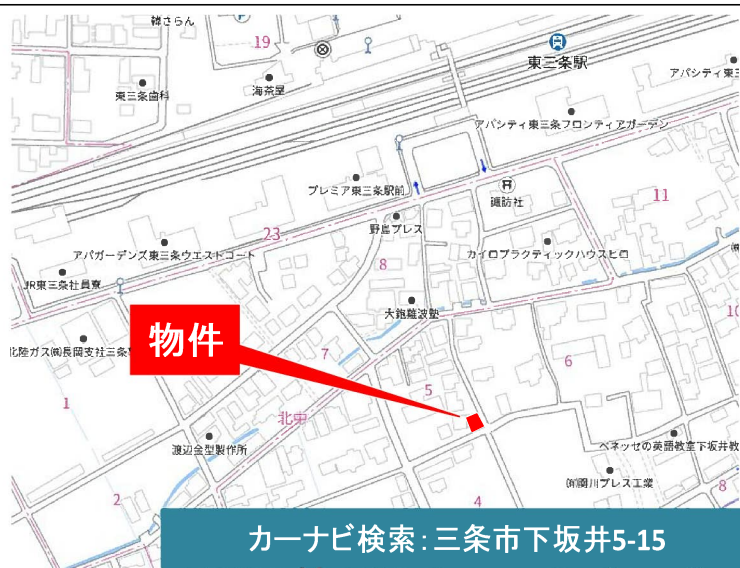 韓さらん
19
東三条駅
東三条歯科
海茶屋
アパシティ東三
アパシティ東三条フロンティアガーデン
プレミア東三条駅前
諏訪社
11
野島プレス
23
アパガーデンズ東三条ウエストコート
8
カイロプラクティックハウスヒロ
JR東三条社員寮
大鉋難波塾
10
物件
北陸ガス㈱長岡支社三条
7
6
5
1
北中
渡辺金型製作所
ベネッセの英語教室下坂井教
㈲関川プレス工業
2
4
8
カーナビ検索:三条市下坂井5-15